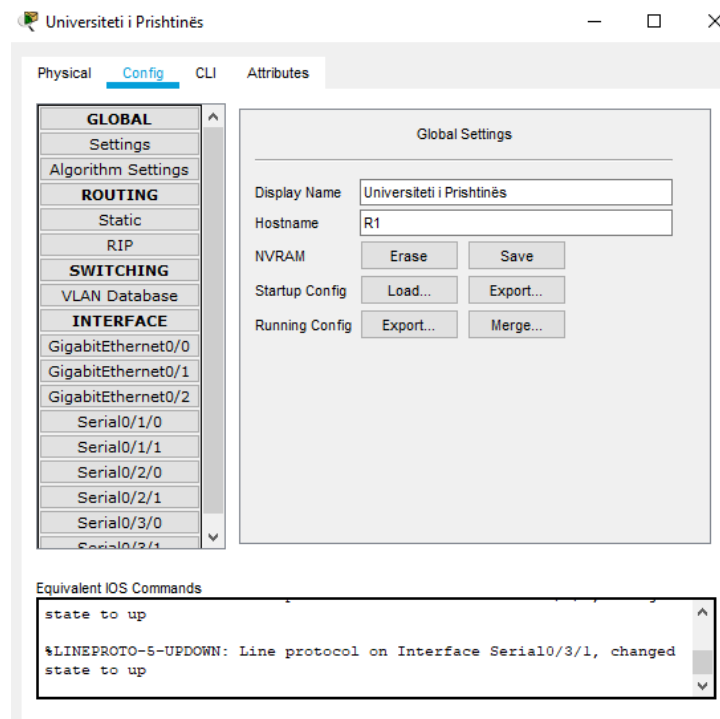 Universiteti i Prishtinës
Physical Config CLI Attributes
GLOBAL
Settings
Algorithm Settings
ROUTING
Static
RIP
SWITCHING
VLAN Database
INTERFACE
GigabitEthernet0/0
GigabitEthernet0/1
GigabitEthernet0/2
Serial0/1/0
Serial0/1/1
Serial0/2/0
Serial0/2/1
Serial0/3/0
Serial0/3/1
Global Settings
Display Name Universiteti i Prishtinës
Hostname R1
NVRAM Erase Save
Startup Config Load... Export...
Running Config Export... Merge...
Equivalent IOS Commands
state to up
%LINEPROTO-5-UPDOWN: Line protocol on Interface Serial0/3/1, changed
state to up